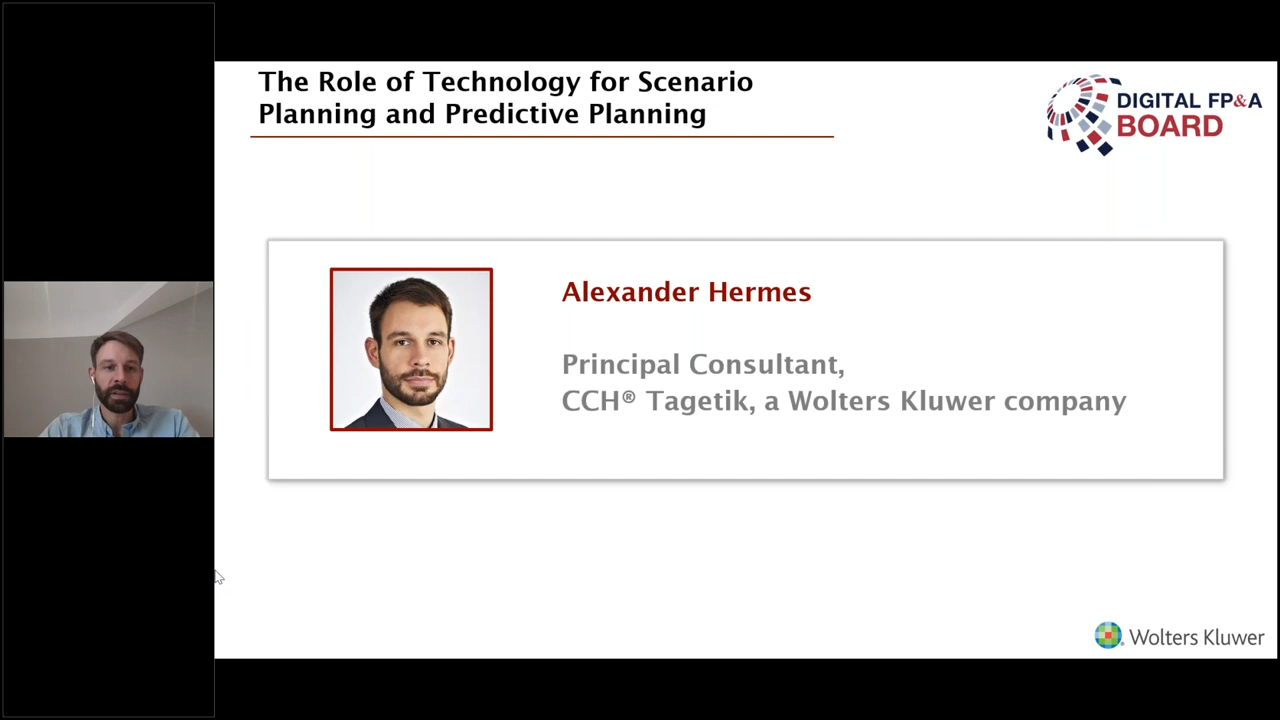 The Role of Technology for Scenario
Planning and Predictive Planning
DIGITAL FP&A
BOARD
Alexander Hermes
Principal Consultant,
CCH® Tagetik, a Wolters Kluwer company
Wolters Kluwer